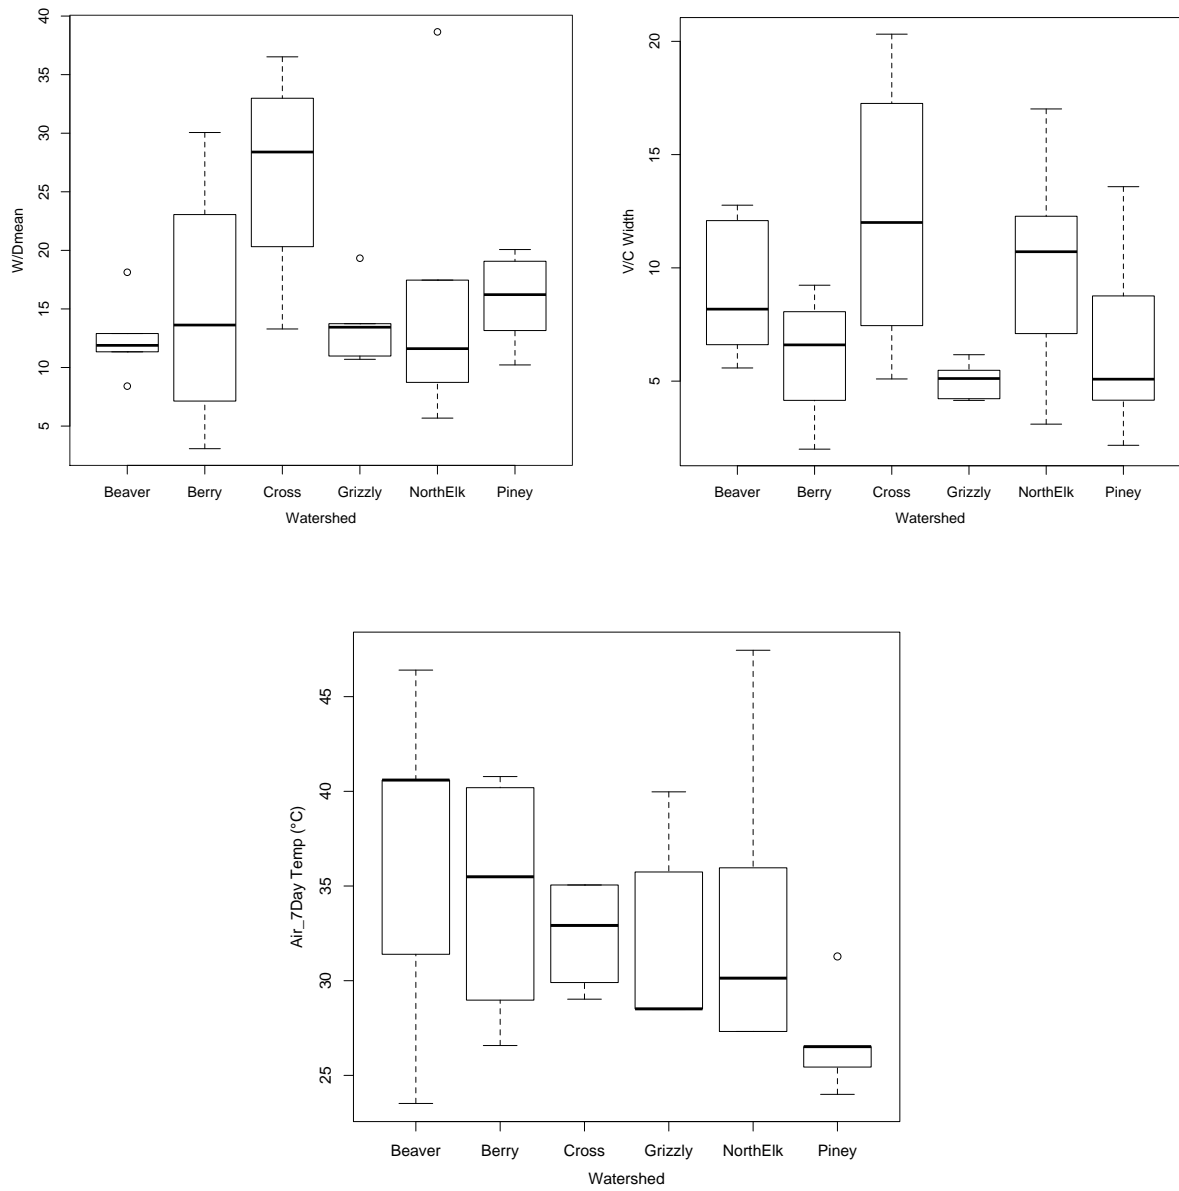 W/Dmean
40
35
30
25
20
15
10
5
Beaver Berry Cross Grizzly NorthElk Piney
Watershed
V/C Width
20
15
10
5
Beaver Berry Cross Grizzly NorthElk Piney
Watershed
Air_7Day Temp (°C)
45
40
35
30
25
Beaver Berry Cross Grizzly NorthElk Piney
Watershed